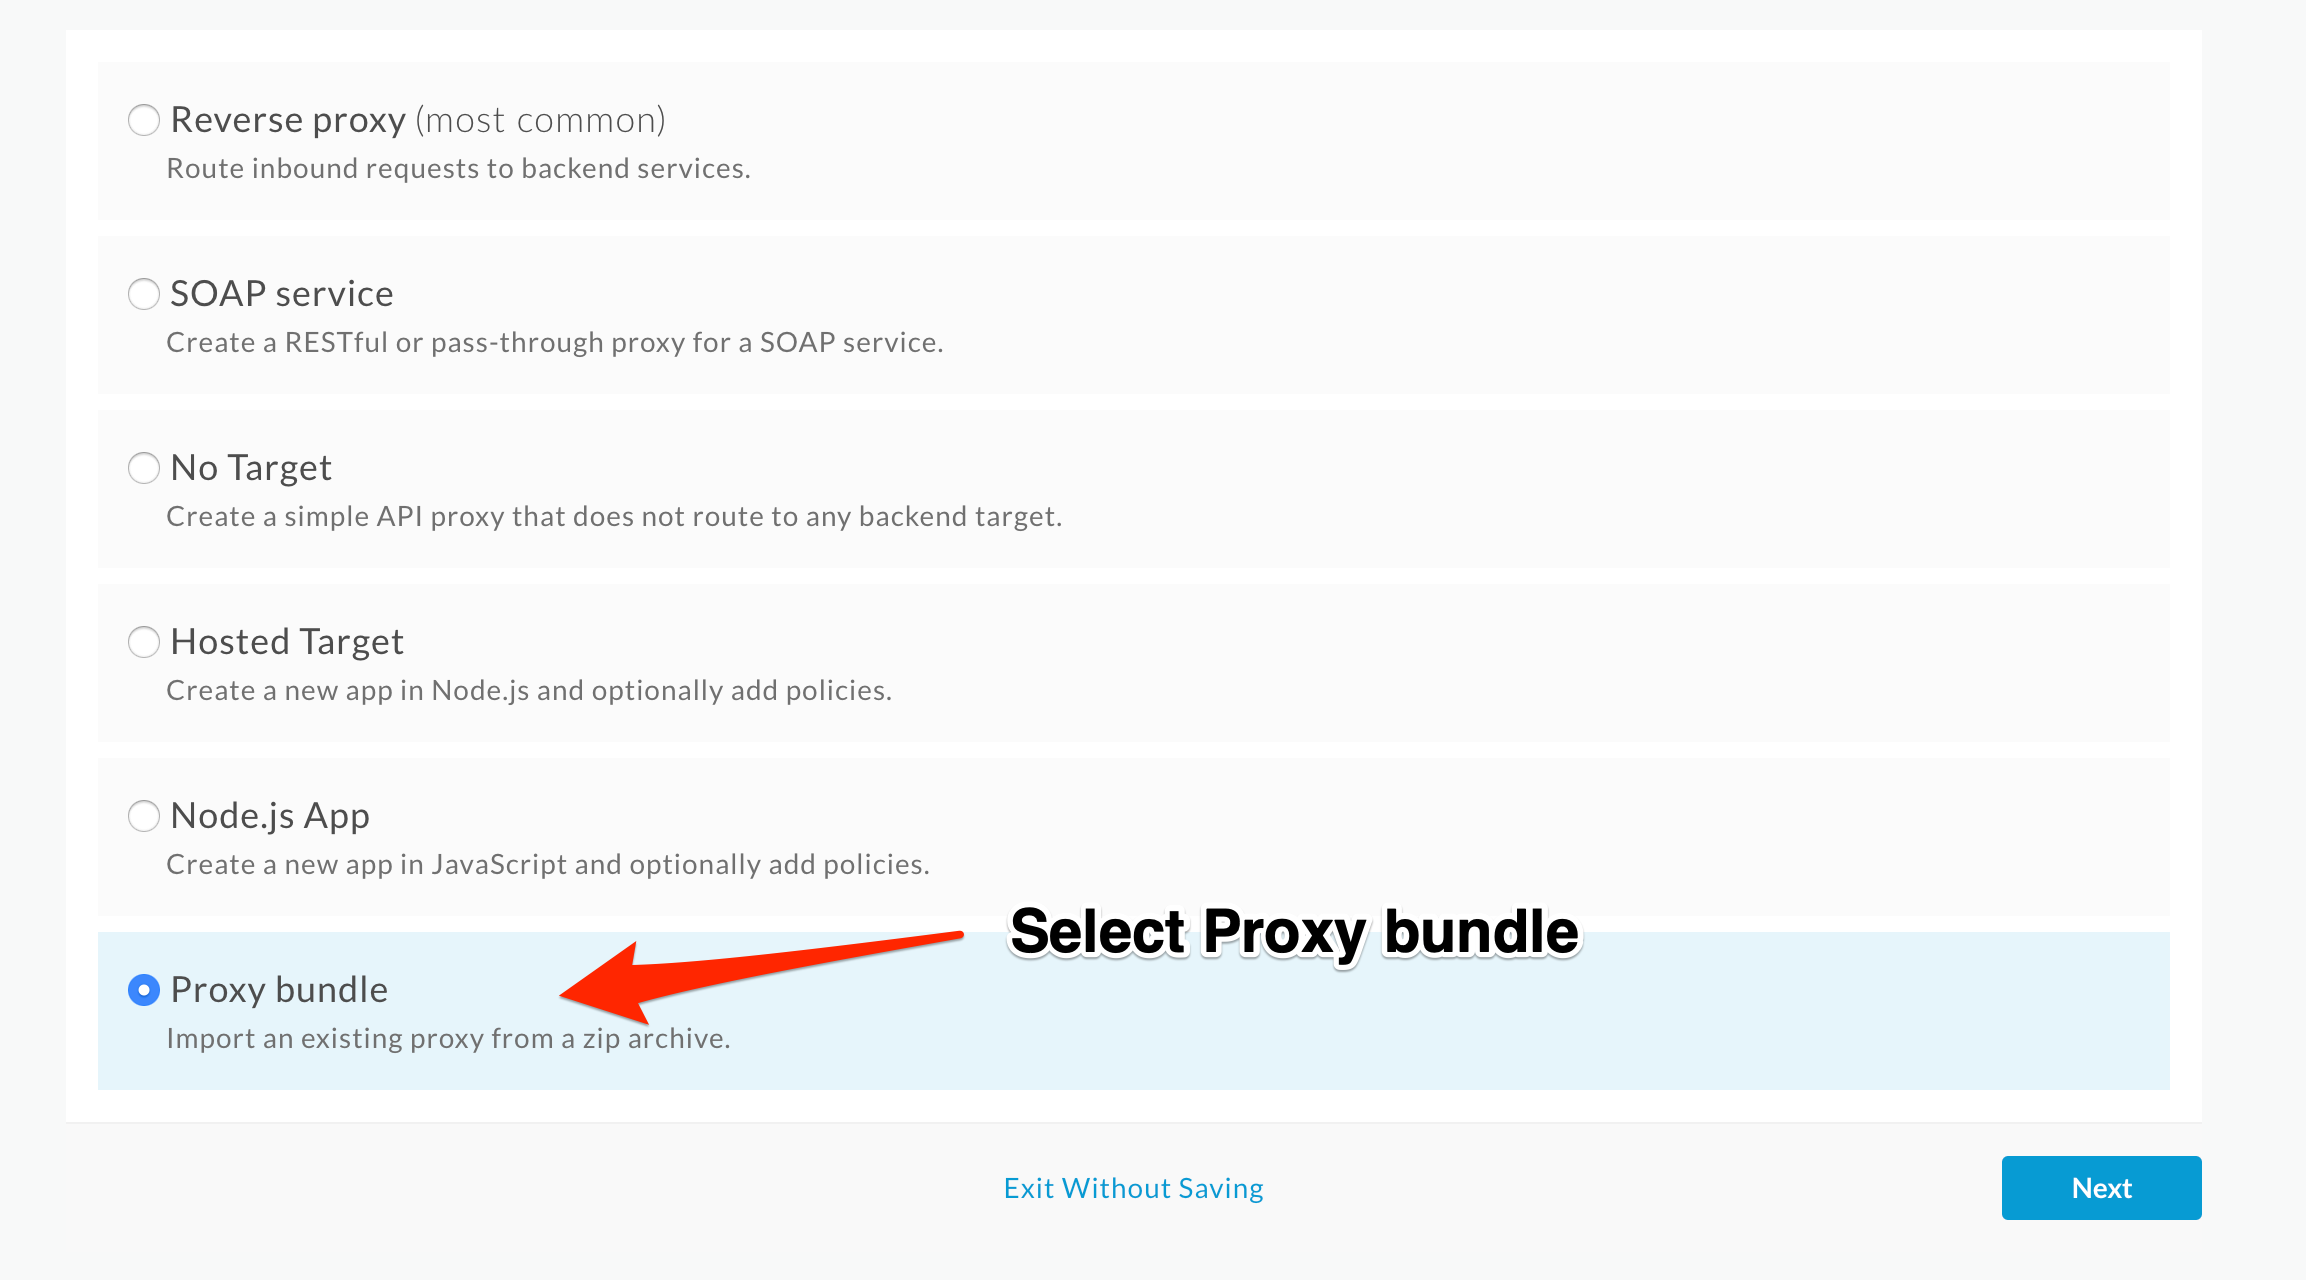 Reverse proxy (most common)
Route inbound requests to backend services.
SOAP service
Create a RESTful or pass-through proxy for a SOAP service.
No Target
Create a simple API proxy that does not route to any backend target.
Hosted Target
Create a new app in Node.js and optionally add policies.
Node.js App
Create a new app in JavaScript and optionally add policies.
Select Proxy bundle
Proxy bundle
Import an existing proxy from a zip archive.
Exit Without Saving
Next